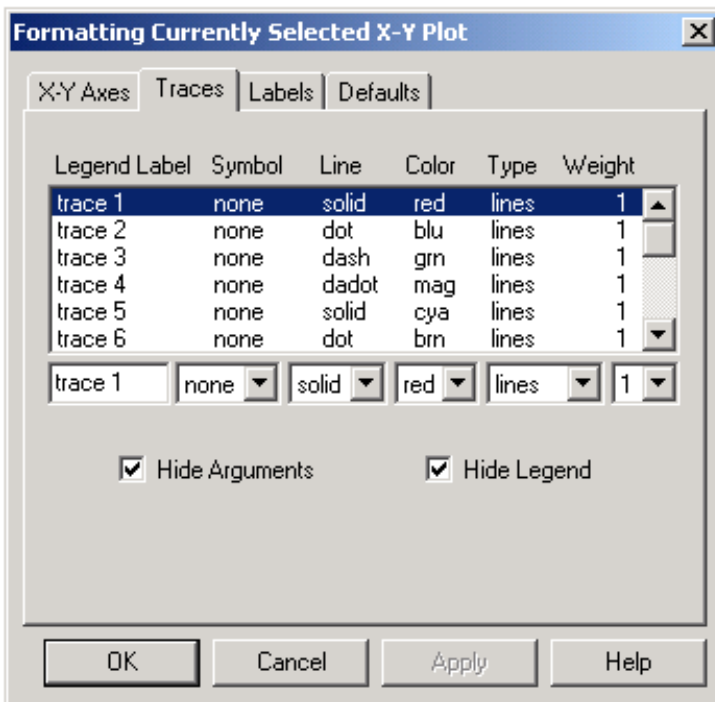 Formatting Currently Selected X-Y Plot
X-Y Axes Traces Labels Defaults
Legend Label Symbol Line Color Type Weight
trace 1 none solid red lines 1
trace 2 none dot blu lines 1
trace 3 none dash grn lines 1
trace 4 none dadot mag lines 1
trace 5 none solid cya lines 1
trace 6 none dot brn lines 1
trace 1 none solid red lines 1
Hide Arguments Hide Legend
OK Cancel Apply Help